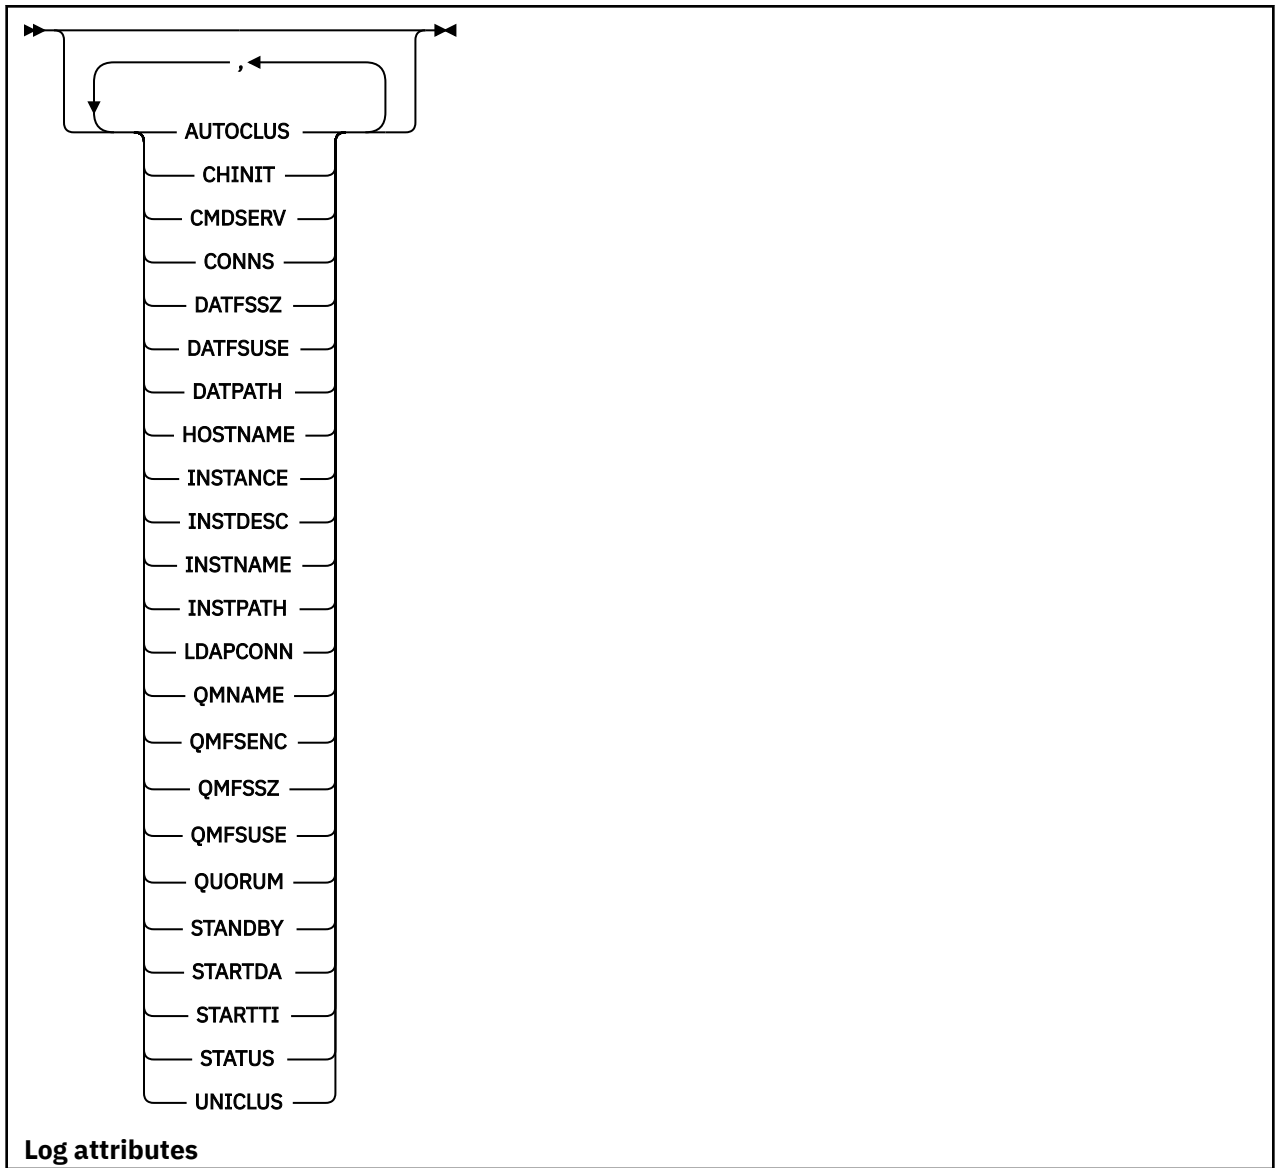 ,
AUTOCLUS
CHINIT
CMDSERV
CONNS
DATFSSZ
DATFSUSE
DATPATH
HOSTNAME
INSTANCE
INSTDESC
INSTNAME
INSTPATH
LDAPCONN
QMNAME
QMFSENC
QMFSSZ
QMFSUSE
QUORUM
STANDBY
STARTDA
STARTTI
STATUS
UNICLUS
Log attributes